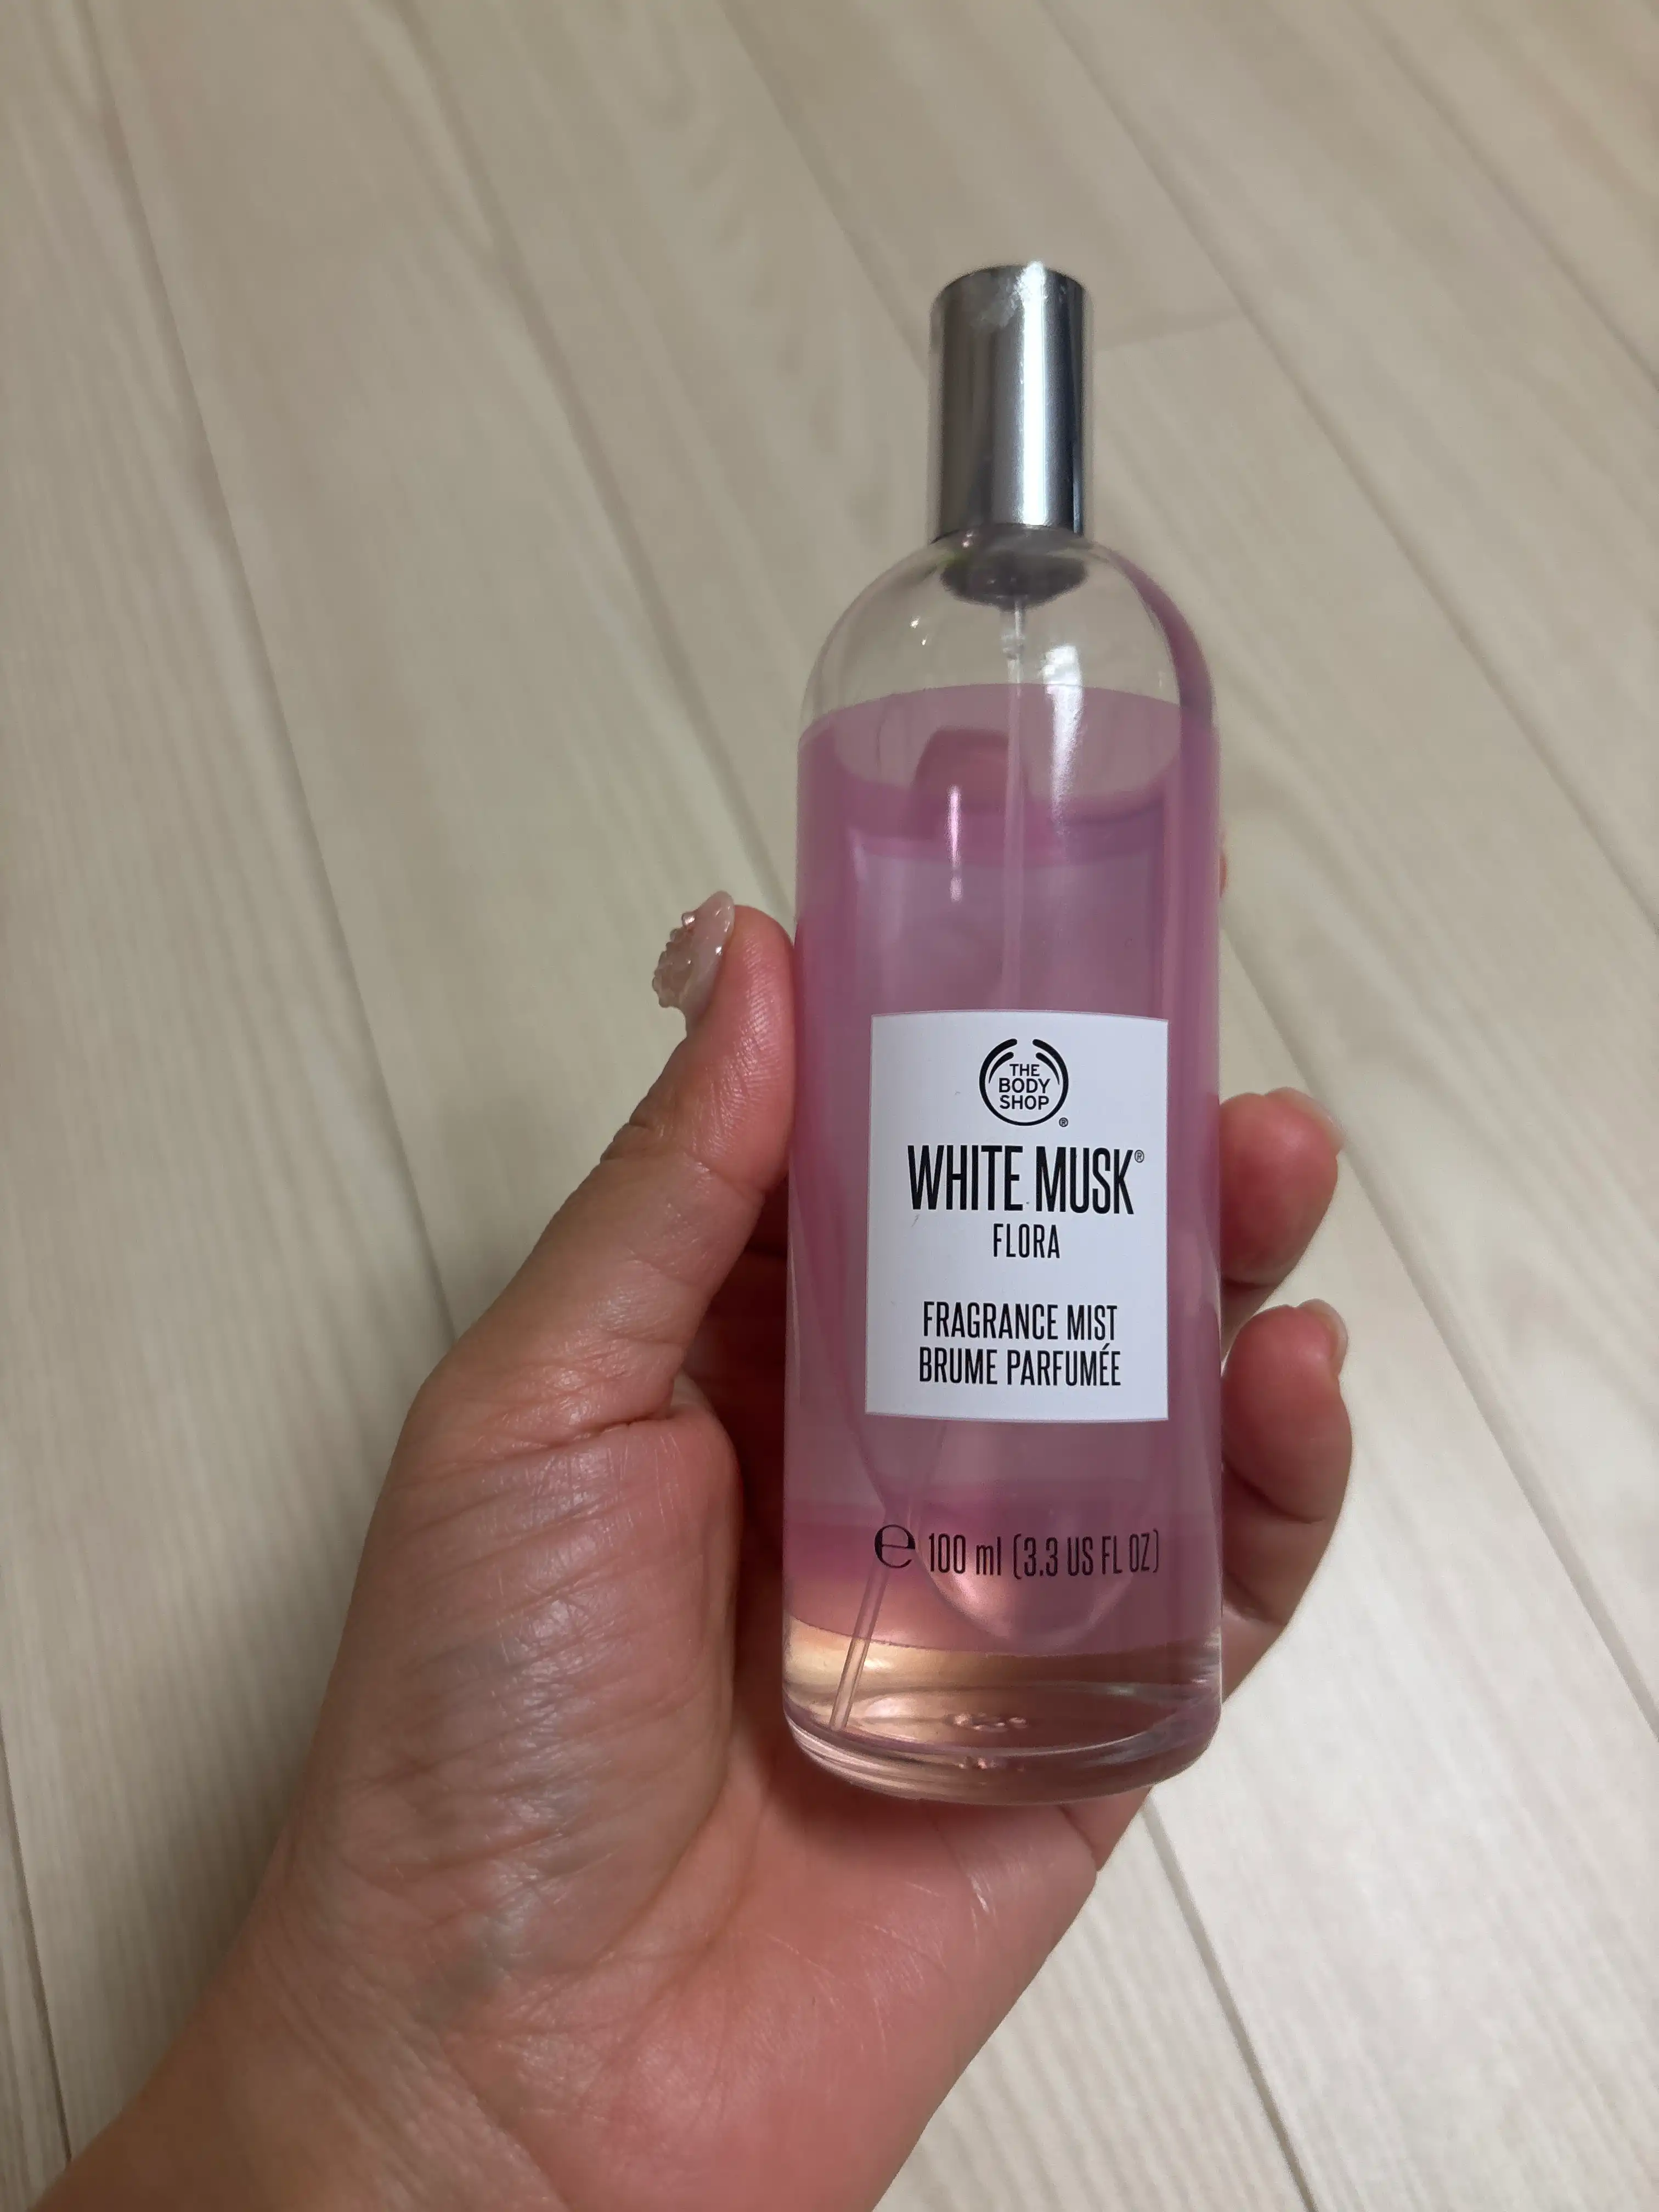 THE
BODY
SHOP®
WHITE MUSK®
FLORA
FRAGRANCE MIST
BRUME PARFUMÉE
℮ 100 ml (3.3 US FL OZ)